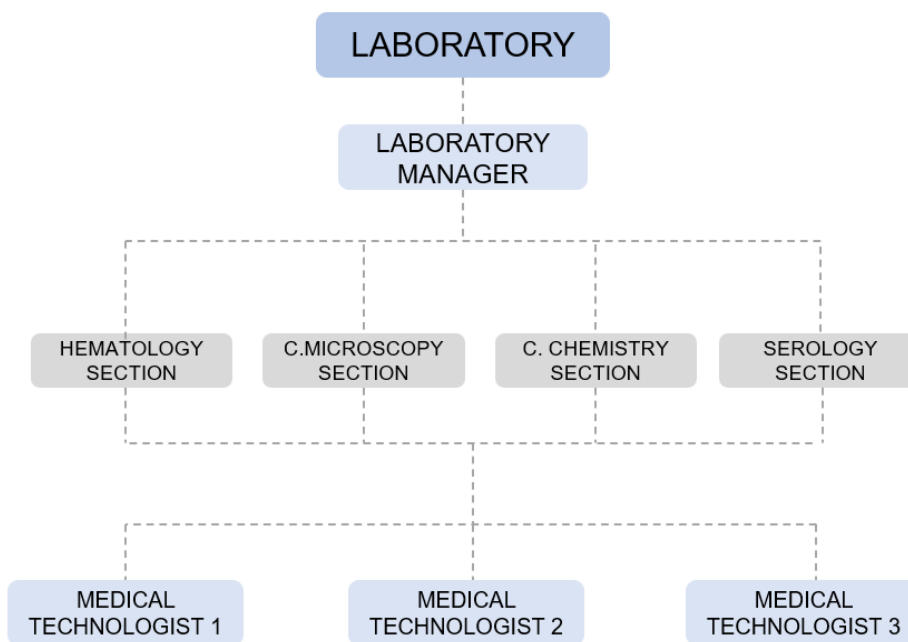 LABORATORY
LABORATORY
MANAGER
HEMATOLOGY
SECTION
C.MICROSCOPY
SECTION
C. CHEMISTRY
SECTION
SEROLOGY
SECTION
MEDICAL
TECHNOLOGIST 1
MEDICAL
TECHNOLOGIST 2
MEDICAL
TECHNOLOGIST 3